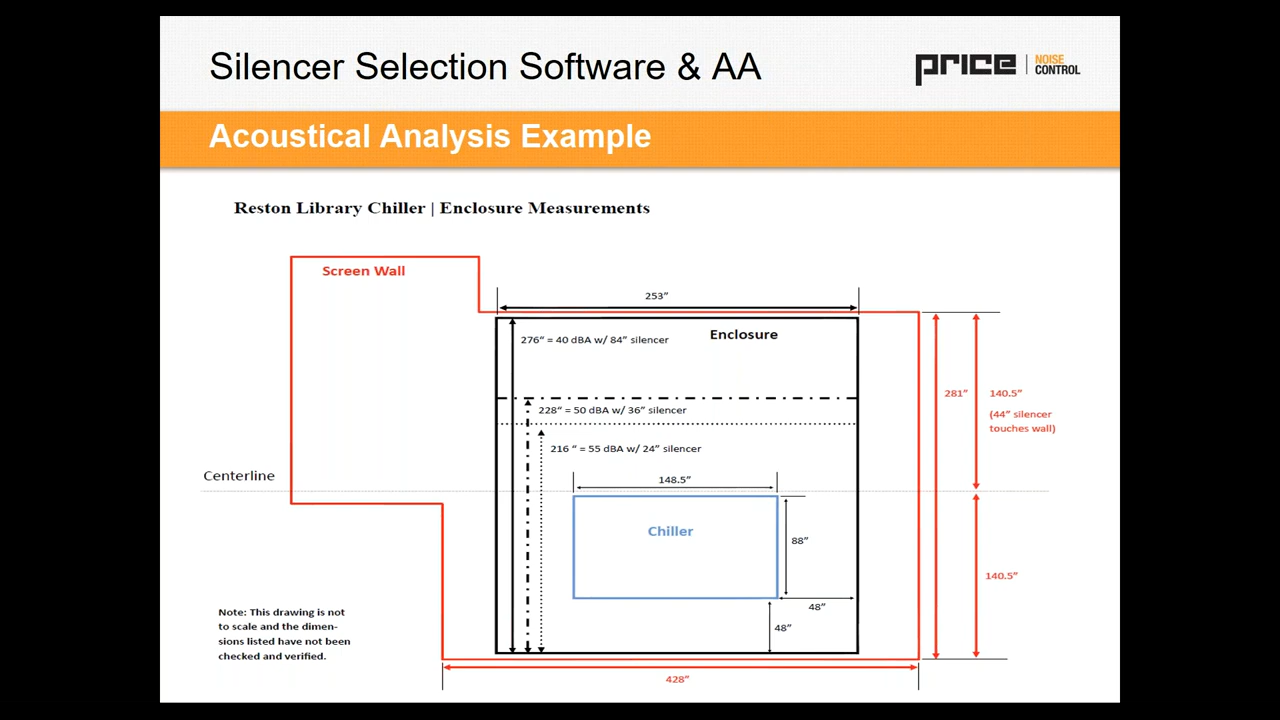 Silencer Selection Software & AA
PRICE | NOISE CONTROL
Acoustical Analysis Example
Reston Library Chiller | Enclosure Measurements
Screen Wall
253”
Enclosure
276“ = 40 dBA w/ 84” silencer
281”
140.5”
(44” silencer
touches wall)
228“ = 50 dBA w/ 36” silencer
216 “ = 55 dBA w/ 24” silencer
Centerline
148.5”
Chiller
88”
140.5”
48”
48”
Note: This drawing is not
to scale and the dimen-
sions listed have not been
checked and verified.
428”